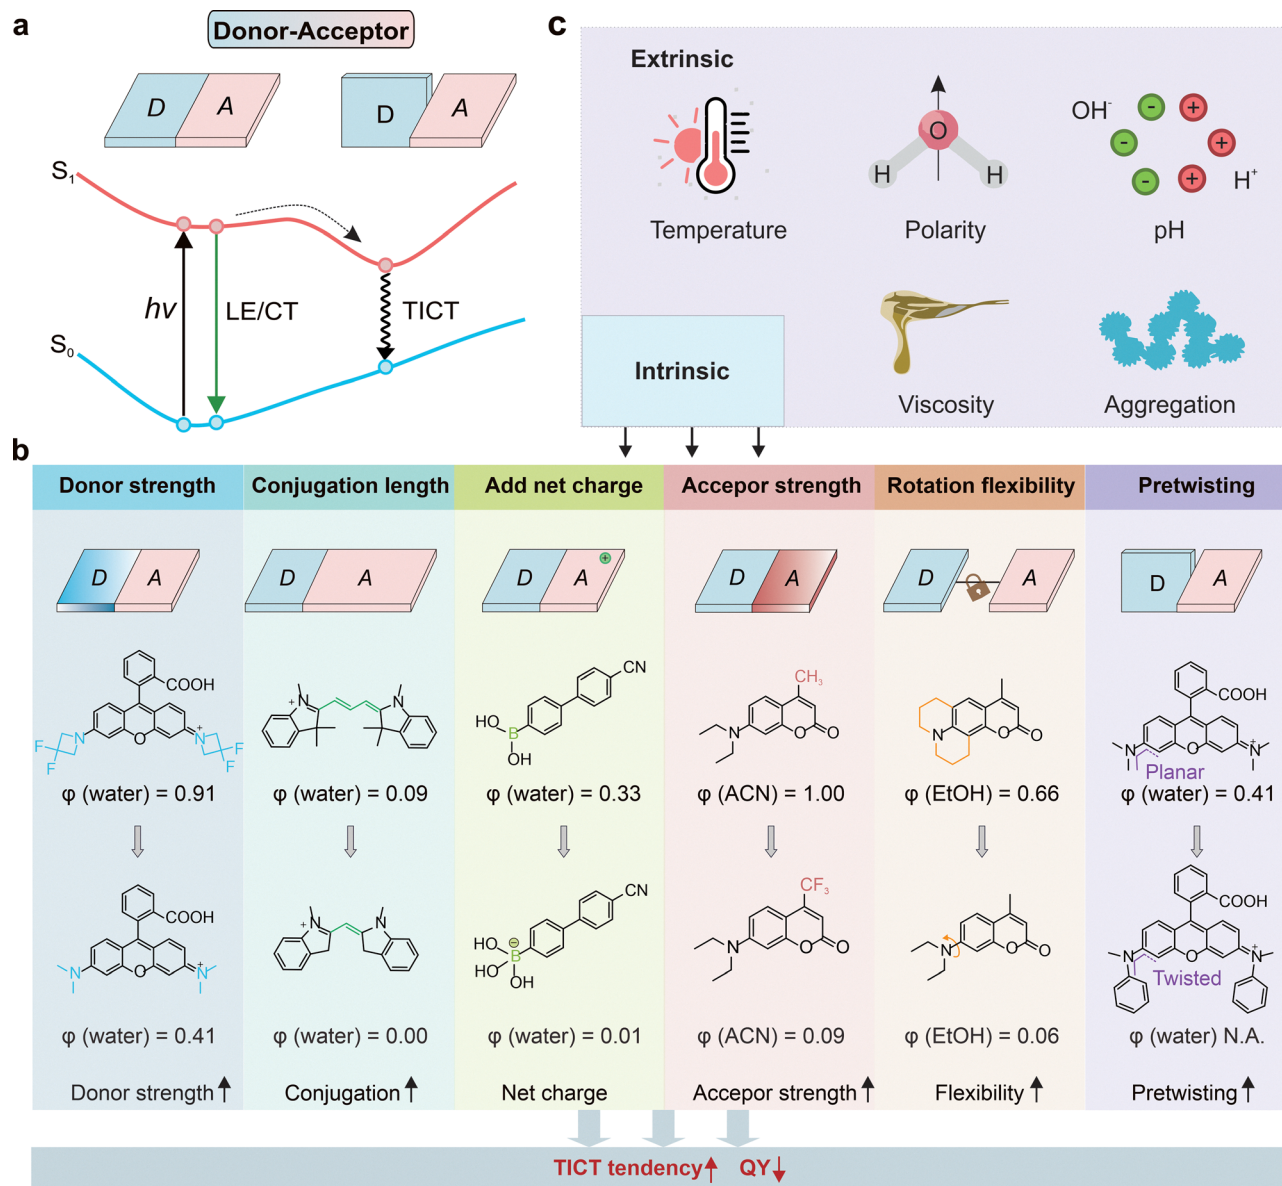 a
Donor-Acceptor
D A
D A
S1
hv
LE/CT
TICT
S0
c
Extrinsic
Temperature
O
H H
Polarity
OH-
- +
- +
- +
H+
pH
Intrinsic
Viscosity
Aggregation
b
Donor strength
Conjugation length
Add net charge
Accepor strength
Rotation flexibility
Pretwisting
D A
D A
D A +
D A
D A
D A
COOH
N O N+
F F F F
φ (water) = 0.91
N+ N
φ (water) = 0.09
CN
HO B
OH
φ (water) = 0.33
CH3
N O O
φ (ACN) = 1.00
N O O
φ (EtOH) = 0.66
COOH
N O N+
Planar
φ (water) = 0.41
COOH
N O N+
φ (water) = 0.41
N+ N
φ (water) = 0.00
CN
HO B ⊖
HO OH
φ (water) = 0.01
CF3
N O O
φ (ACN) = 0.09
N O O
φ (EtOH) = 0.06
COOH
N O N+
Twisted
φ (water) N.A.
Donor strength ↑
Conjugation ↑
Net charge
Accepor strength ↑
Flexibility ↑
Pretwisting ↑
TICT tendency ↑ QY ↓